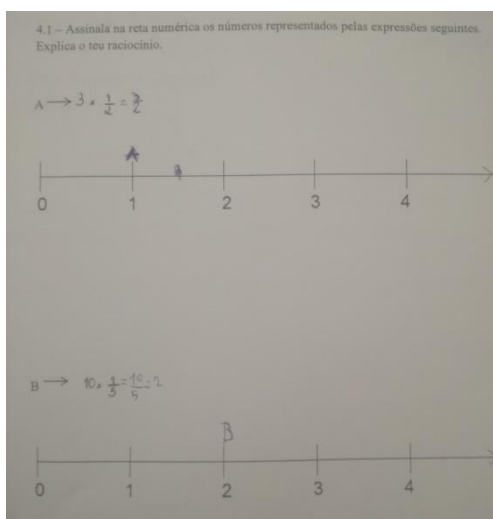 4.1 – Assinala na reta numérica os números representados pelas expressões seguintes.
Explica o teu raciocínio.
A → 3 × 1/2 = 3/2
A
0 1 2 3 4
B → 10 × 1/5 = 10/5 = 2
B
0 1 2 3 4